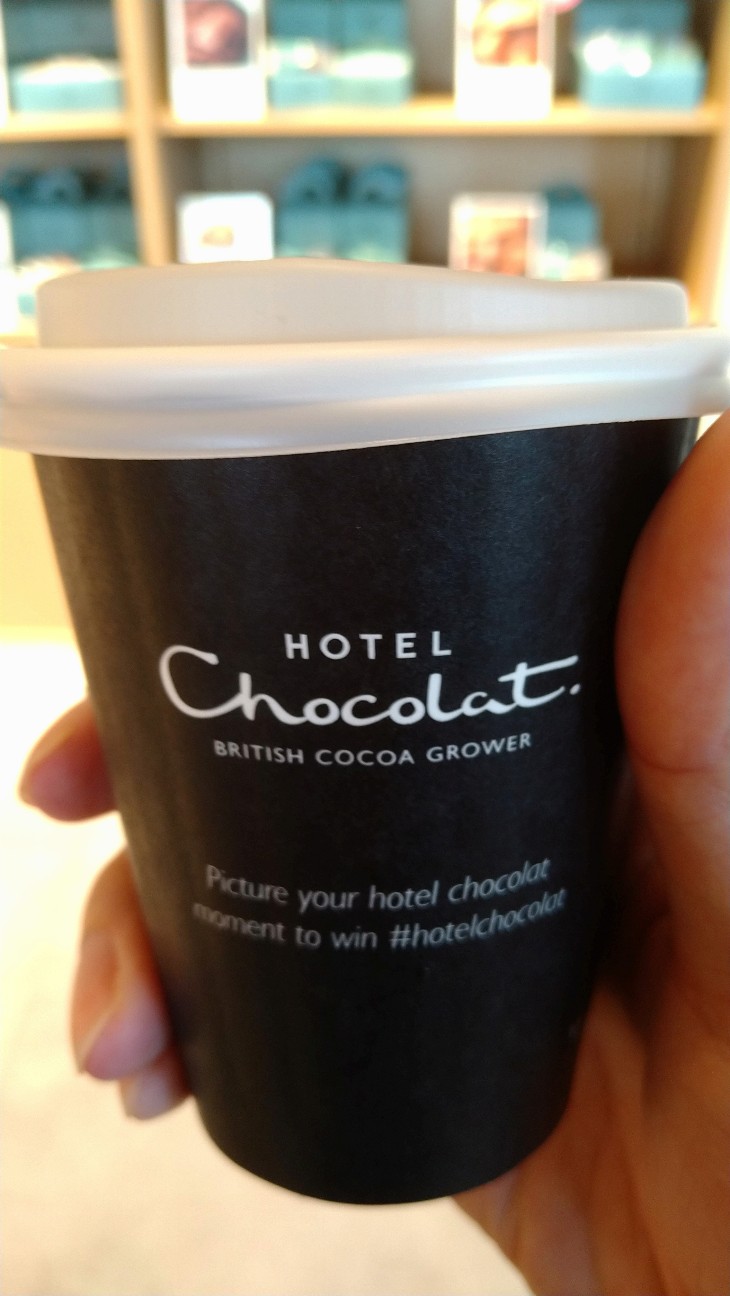 HOTEL
Chocolat.
BRITISH COCOA GROWER
Picture your hotel chocolat
moment to win #hotelchocolat